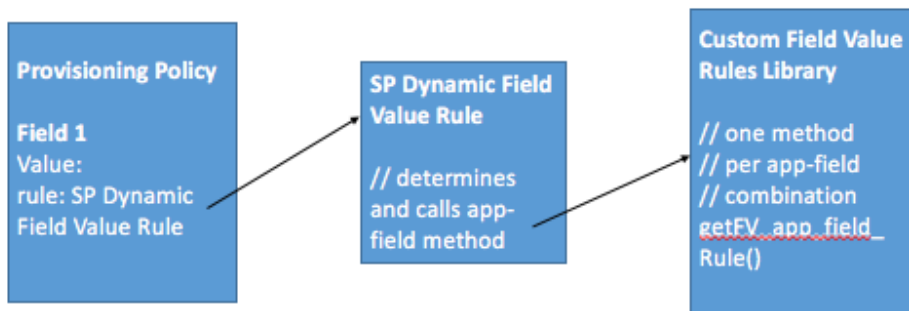 Provisioning Policy
Field 1
Value:
rule: SP Dynamic
Field Value Rule
SP Dynamic Field
Value Rule
// determines
and calls app-
field method
Custom Field Value
Rules Library
// one method
// per app-field
// combination
getFV_app_field_
Rule()